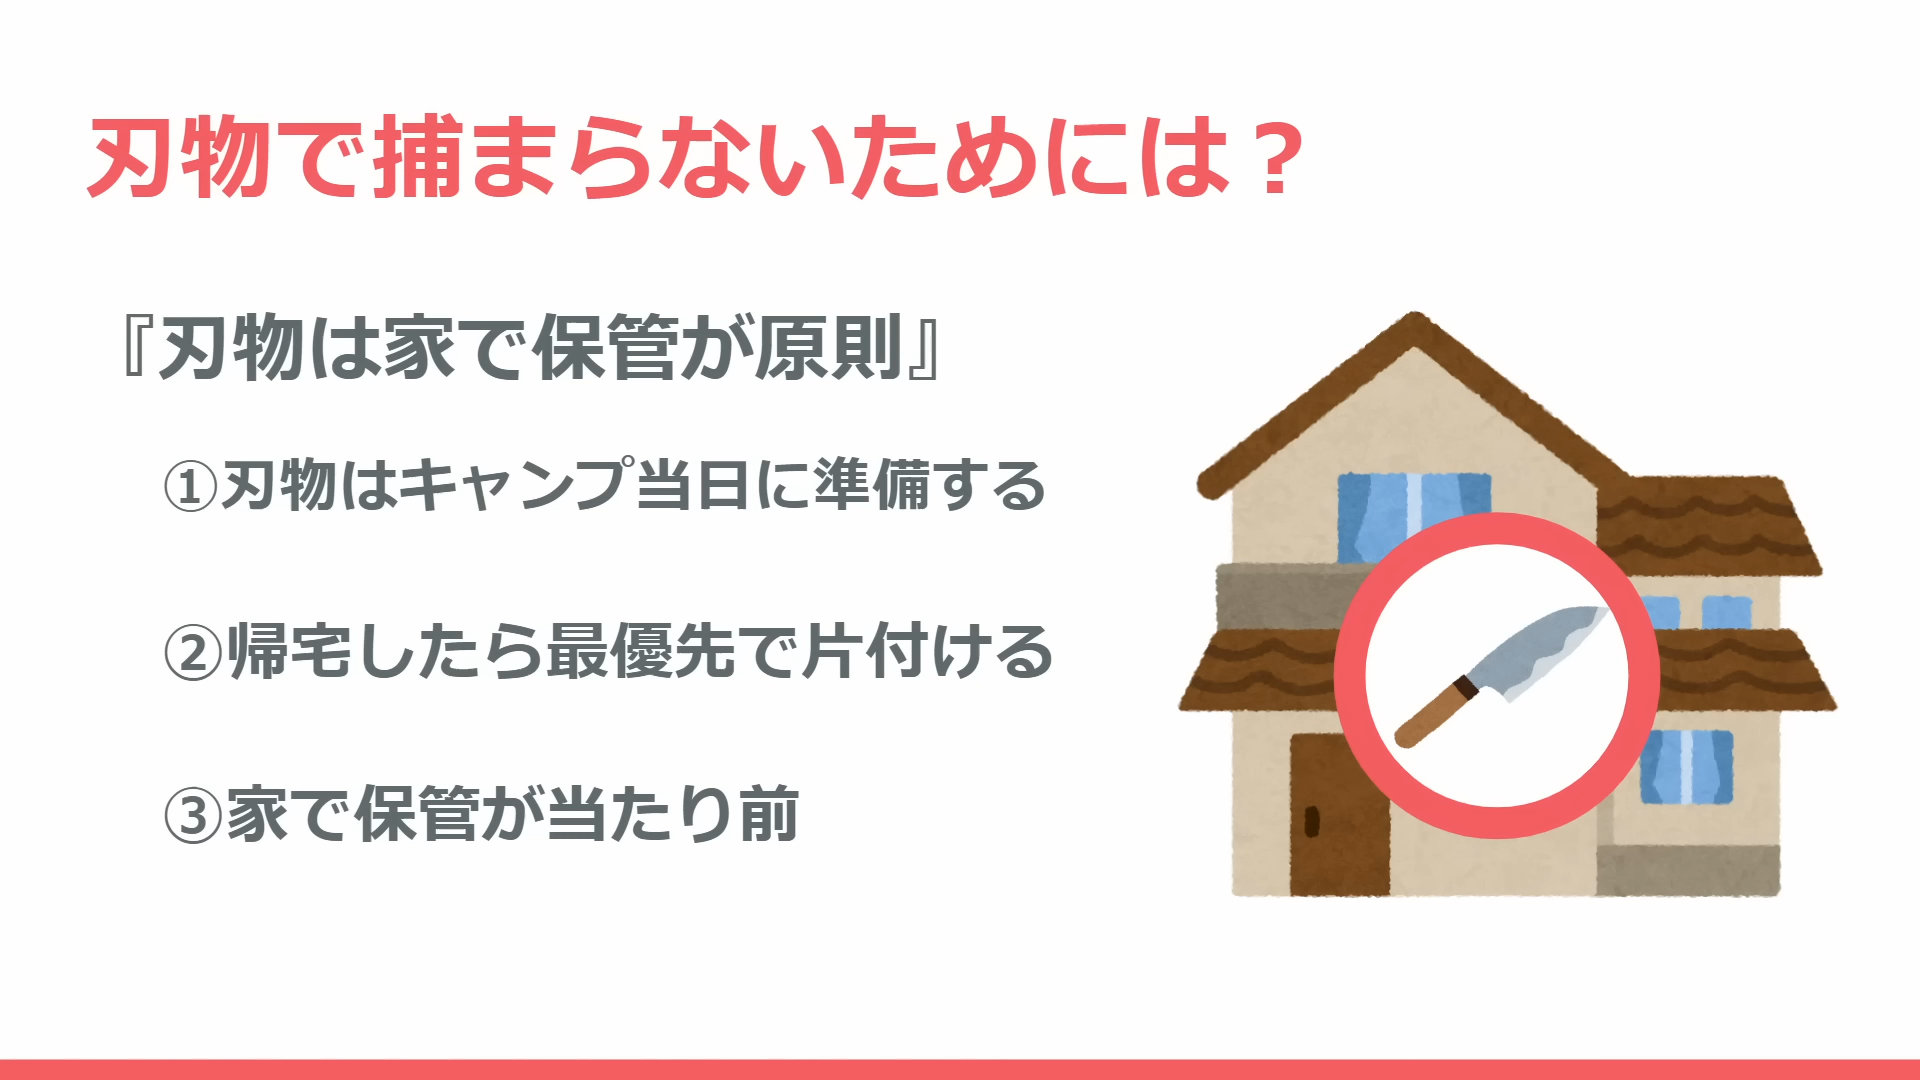 刃物で捕まらないためには？
『刃物は家で保管が原則』
①刃物はキャンプ当日に準備する
②帰宅したら最優先で片付ける
③家で保管が当たり前